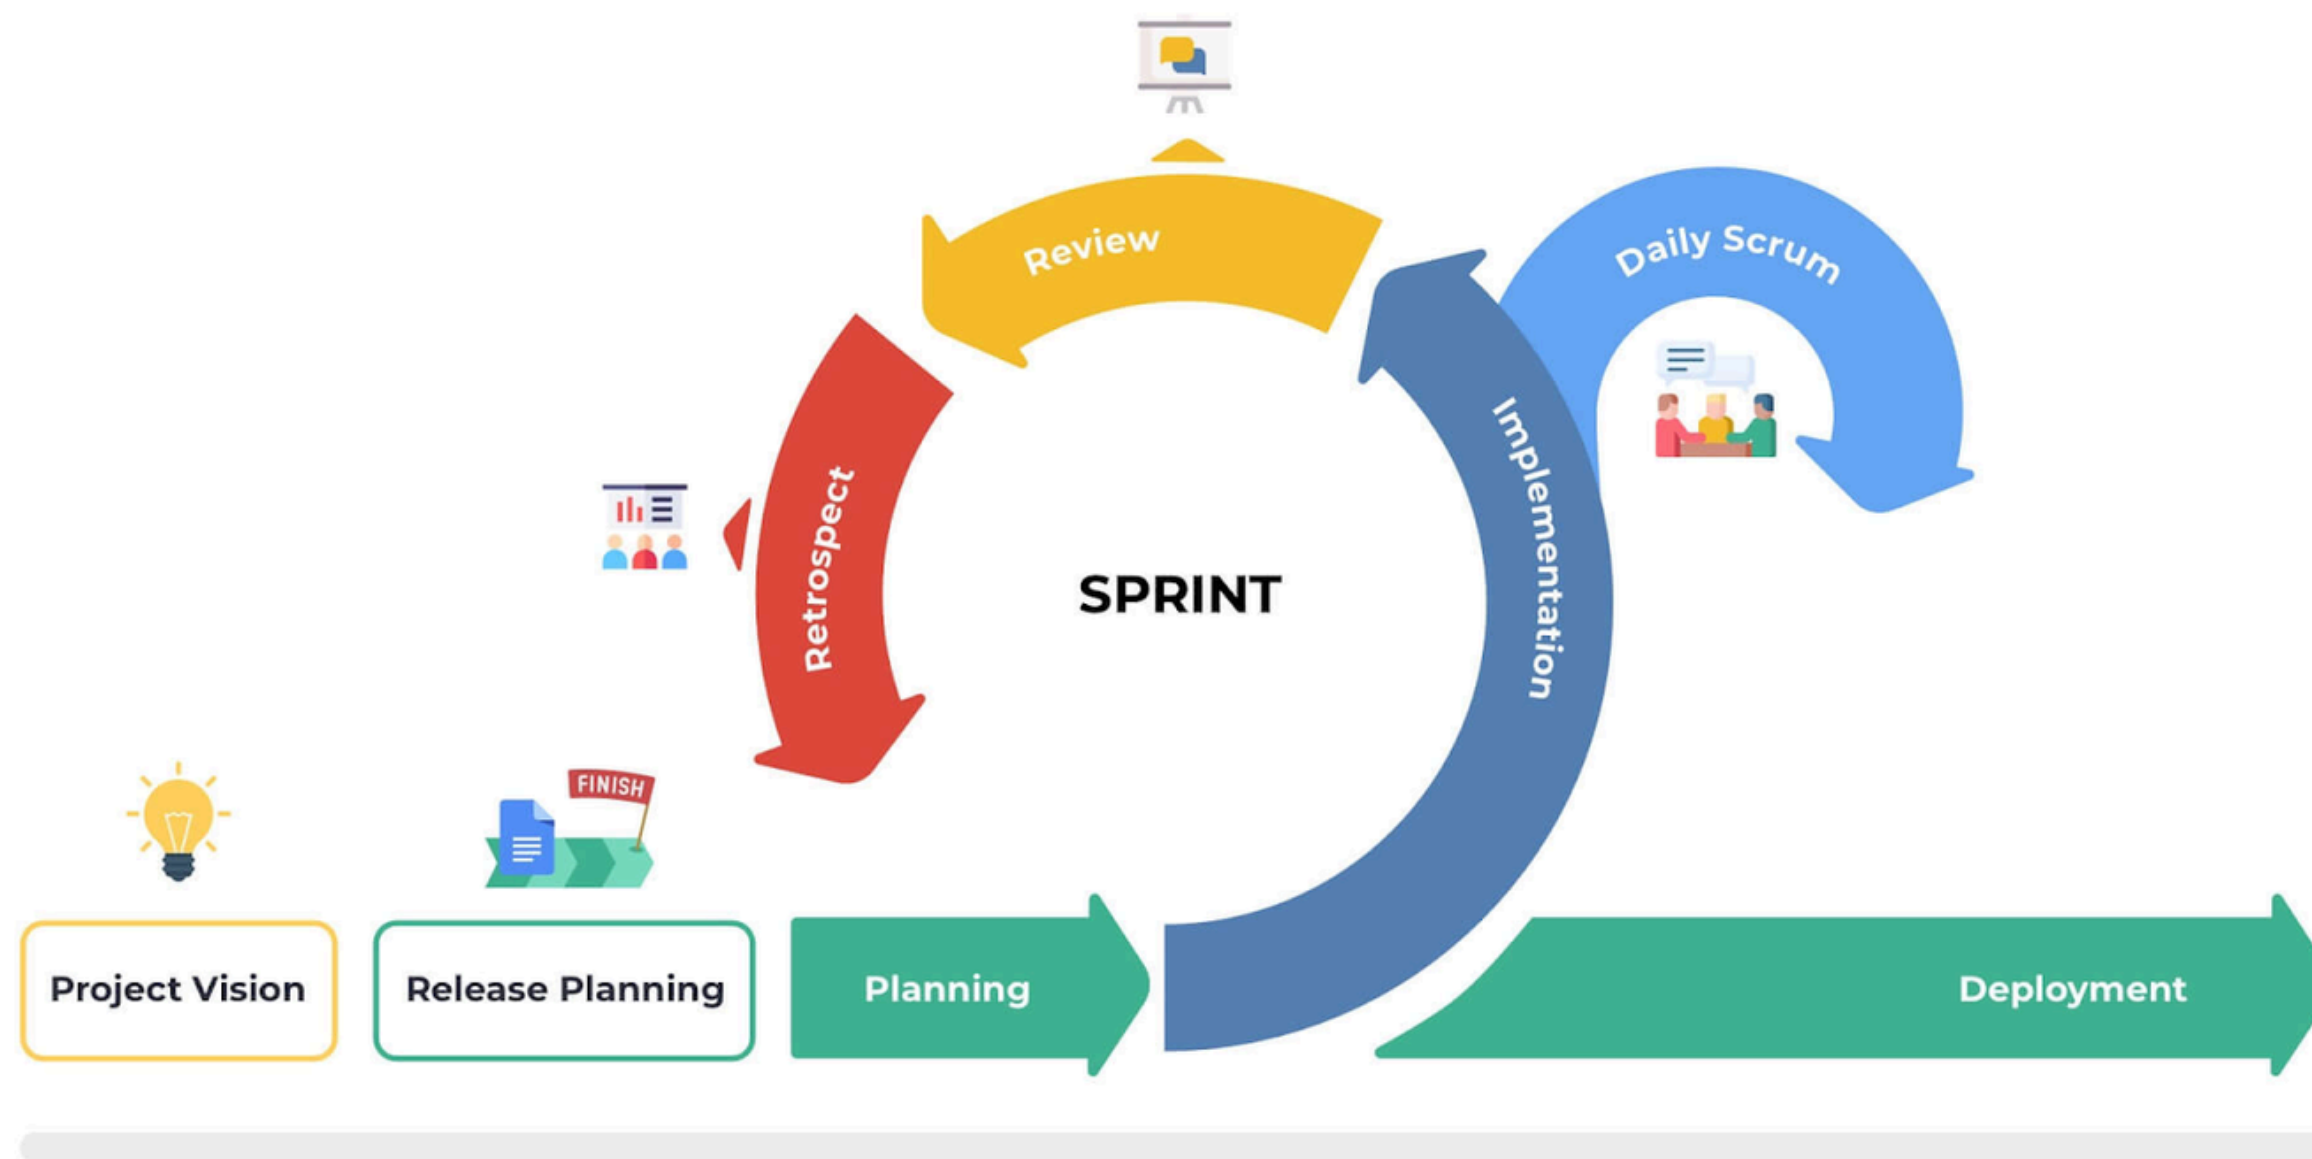 Review
Daily Scrum
Implementation
Retrospect
SPRINT
FINISH
Project Vision
Release Planning
Planning
Deployment